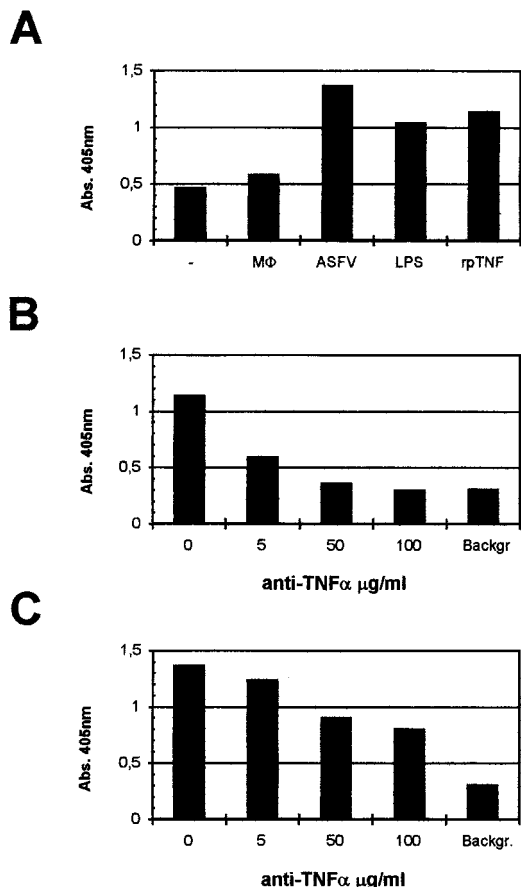 A
Abs. 405nm
1,5
1
0,5
0
- MΦ ASFV LPS rpTNF
B
Abs. 405nm
1,5
1
0,5
0
0 5 50 100 Backgr
anti-TNFα µg/ml
C
Abs. 405nm
1,5
1
0,5
0
0 5 50 100 Backgr.
anti-TNFα µg/ml